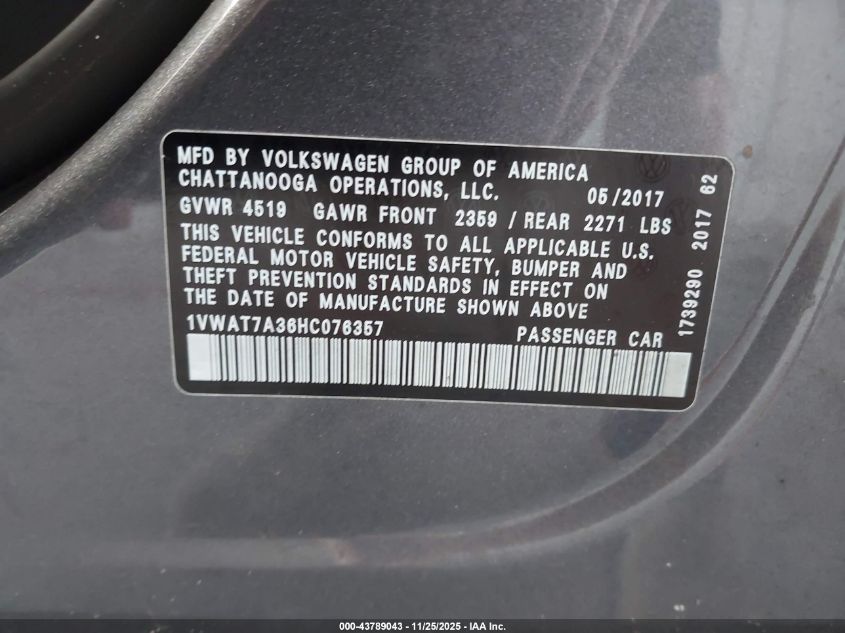 MFD BY VOLKSWAGEN GROUP OF AMERICA
CHATTANOOGA OPERATIONS, LLC. 05/2017
GVWR 4519 GAWR FRONT 2359 / REAR 2271 LBS
THIS VEHICLE CONFORMS TO ALL APPLICABLE U.S.
FEDERAL MOTOR VEHICLE SAFETY, BUMPER AND
THEFT PREVENTION STANDARDS IN EFFECT ON
THE DATE OF MANUFACTURE SHOWN ABOVE
1VWAT7A36HC076357 PASSENGER CAR
1739290 2017 62
000-43789043 - 11/25/2025 - IAA Inc.